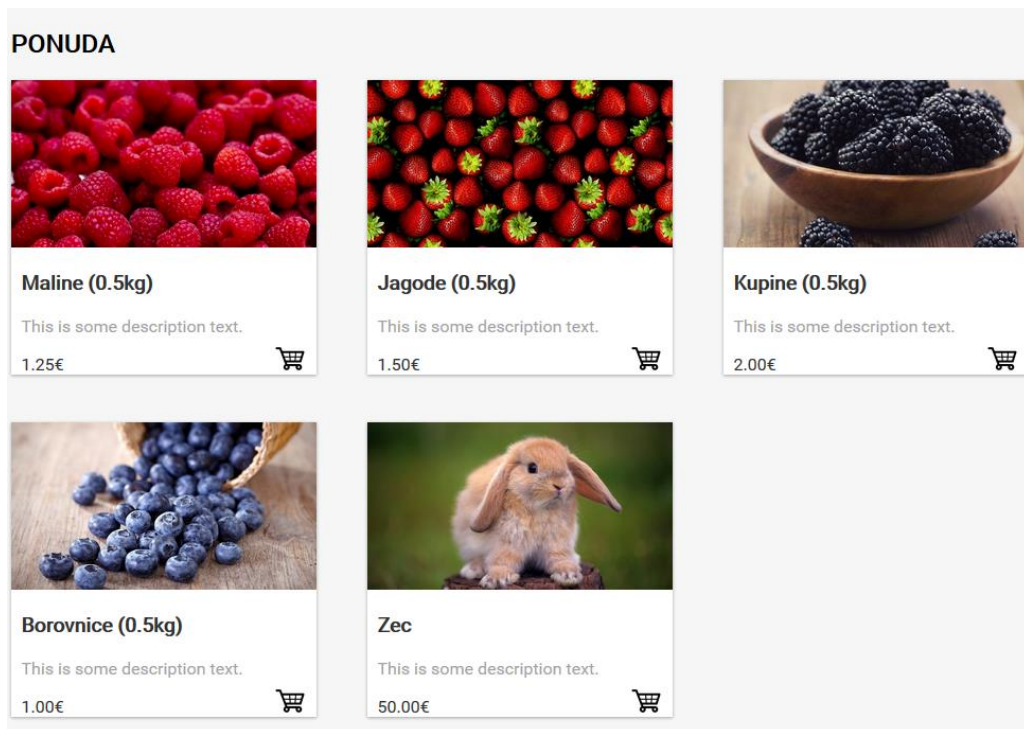 PONUDA
Maline (0.5kg)
This is some description text.
1.25€
Jagode (0.5kg)
This is some description text.
1.50€
Kupine (0.5kg)
This is some description text.
2.00€
Borovnice (0.5kg)
This is some description text.
1.00€
Zec
This is some description text.
50.00€